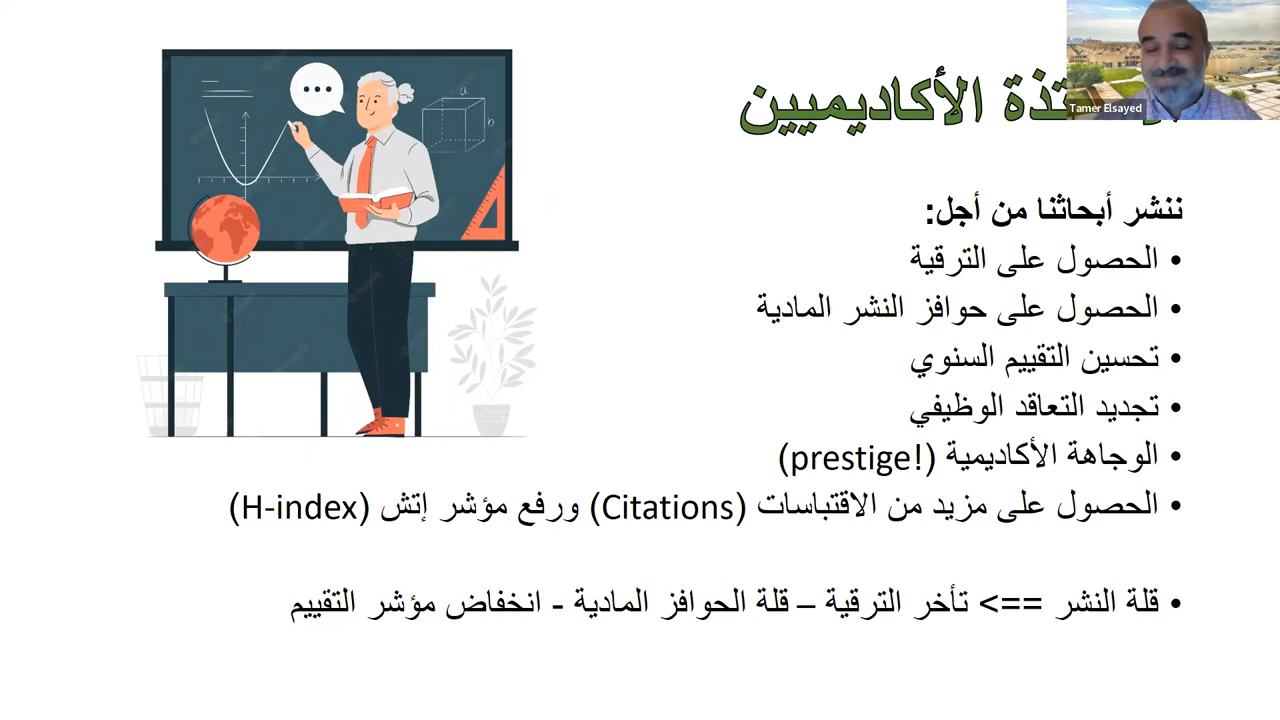 الأكاديميين
Tamer Elsayed
ننشر أبحاثنا من أجل:
• الحصول على الترقية
• الحصول على حوافز النشر المادية
• تحسين التقييم السنوي
• تجديد التعاقد الوظيفي
• الوجاهة الأكاديمية (prestige!)
• الحصول على مزيد من الاقتباسات (Citations) ورفع مؤشر إتش (H-index)
• قلة النشر ==> تأخر الترقية – قلة الحوافز المادية - انخفاض مؤشر التقييم
a
b